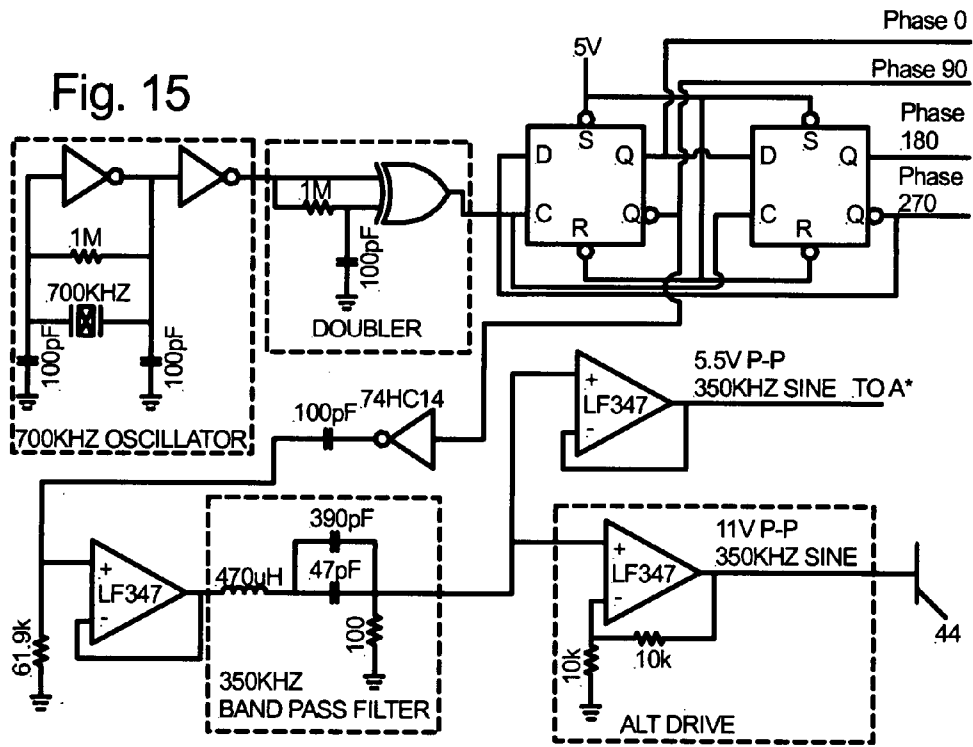 Fig. 15
5V
Phase 0
Phase 90
Phase
180
Phase
270
S
D
Q
C
Q
R
S
D
Q
C
Q
R
1M
700KHZ
100pF
100pF
700KHZ OSCILLATOR
1M
100pF
DOUBLER
74HC14
100pF
5.5V P-P
350KHZ SINE TO A*
+
LF347
-
61.9k
+
LF347
-
470uH
390pF
47pF
100
350KHZ
BAND PASS FILTER
+
LF347
-
11V P-P
350KHZ SINE
10k
10k
ALT DRIVE
44